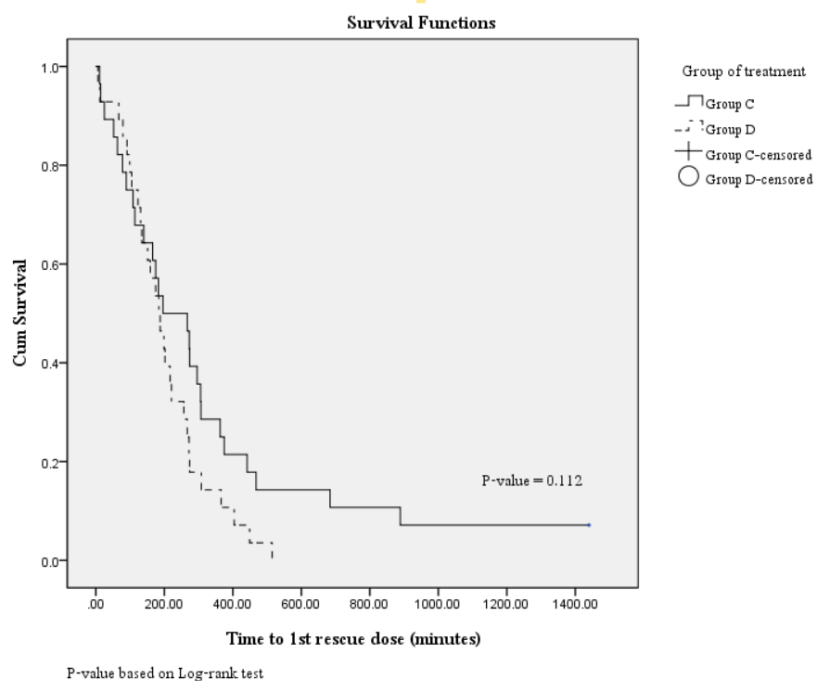 Survival Functions
Group of treatment
Group C
Group D
Group C-censored
Group D-censored
1.0
0.8
0.6
0.4
0.2
0.0
Cum Survival
P-value = 0.112
.00 200.00 400.00 600.00 800.00 1000.00 1200.00 1400.00
Time to 1st rescue dose (minutes)
P-value based on Log-rank test